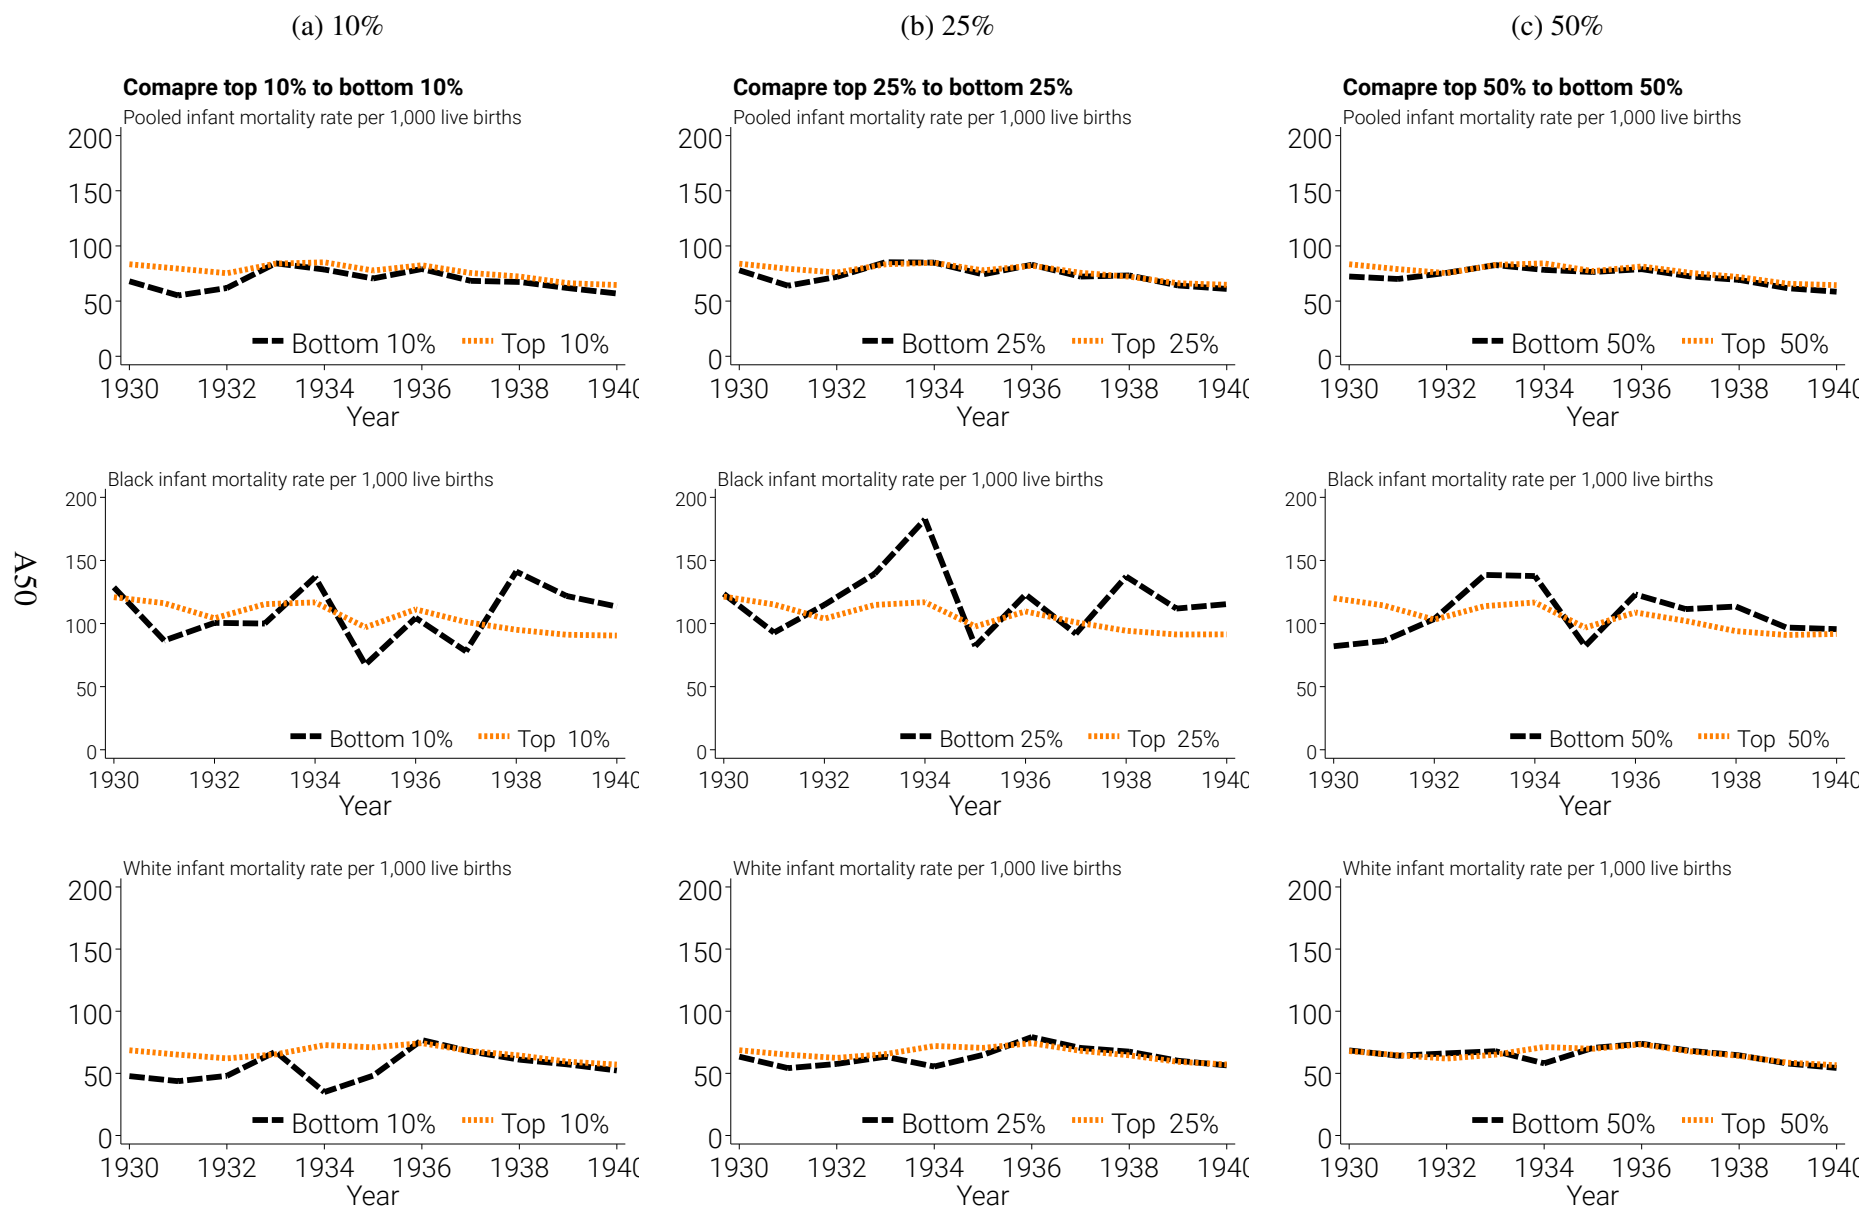 (a) 10%
(b) 25%
(c) 50%
Comapre top 10% to bottom 10%
Pooled infant mortality rate per 1,000 live births
200
150
100
50
0
Bottom 10% Top 10%
1930 1932 1934 1936 1938 1940
Year
Comapre top 25% to bottom 25%
Pooled infant mortality rate per 1,000 live births
200
150
100
50
0
Bottom 25% Top 25%
1930 1932 1934 1936 1938 1940
Year
Comapre top 50% to bottom 50%
Pooled infant mortality rate per 1,000 live births
200
150
100
50
0
Bottom 50% Top 50%
1930 1932 1934 1936 1938 1940
Year
A50
Black infant mortality rate per 1,000 live births
200
150
100
50
0
Bottom 10% Top 10%
1930 1932 1934 1936 1938 1940
Year
Black infant mortality rate per 1,000 live births
200
150
100
50
0
Bottom 25% Top 25%
1930 1932 1934 1936 1938 1940
Year
Black infant mortality rate per 1,000 live births
200
150
100
50
0
Bottom 50% Top 50%
1930 1932 1934 1936 1938 1940
Year
White infant mortality rate per 1,000 live births
200
150
100
50
0
Bottom 10% Top 10%
1930 1932 1934 1936 1938 1940
Year
White infant mortality rate per 1,000 live births
200
150
100
50
0
Bottom 25% Top 25%
1930 1932 1934 1936 1938 1940
Year
White infant mortality rate per 1,000 live births
200
150
100
50
0
Bottom 50% Top 50%
1930 1932 1934 1936 1938 1940
Year